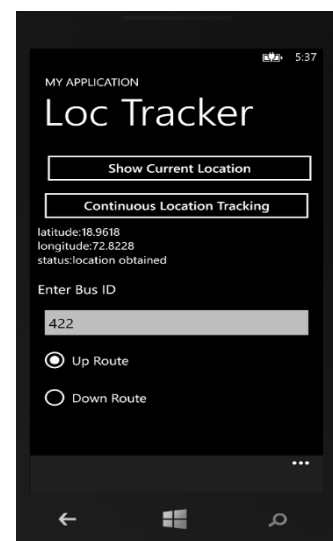 5:37
MY APPLICATION
Loc Tracker
Show Current Location
Continuous Location Tracking
latitude:18.9618
longitude:72.8228
status:location obtained
Enter Bus ID
422
Up Route
Down Route